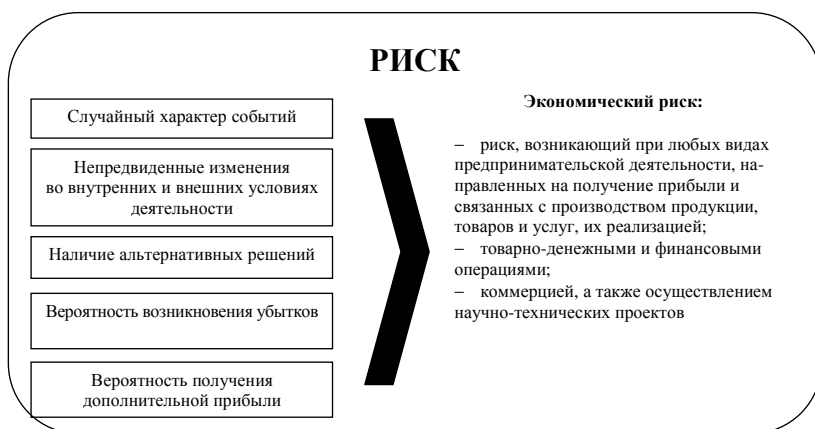 РИСК
Случайный характер событий
Непредвиденные изменения
во внутренних и внешних условиях
деятельности
Наличие альтернативных решений
Вероятность возникновения убытков
Вероятность получения
дополнительной прибыли
Экономический риск:
– риск, возникающий при любых видах
предпринимательской деятельности, на-
правленных на получение прибыли и
связанных с производством продукции,
товаров и услуг, их реализацией;
– товарно-денежными и финансовыми
операциями;
– коммерцией, а также осуществлением
научно-технических проектов